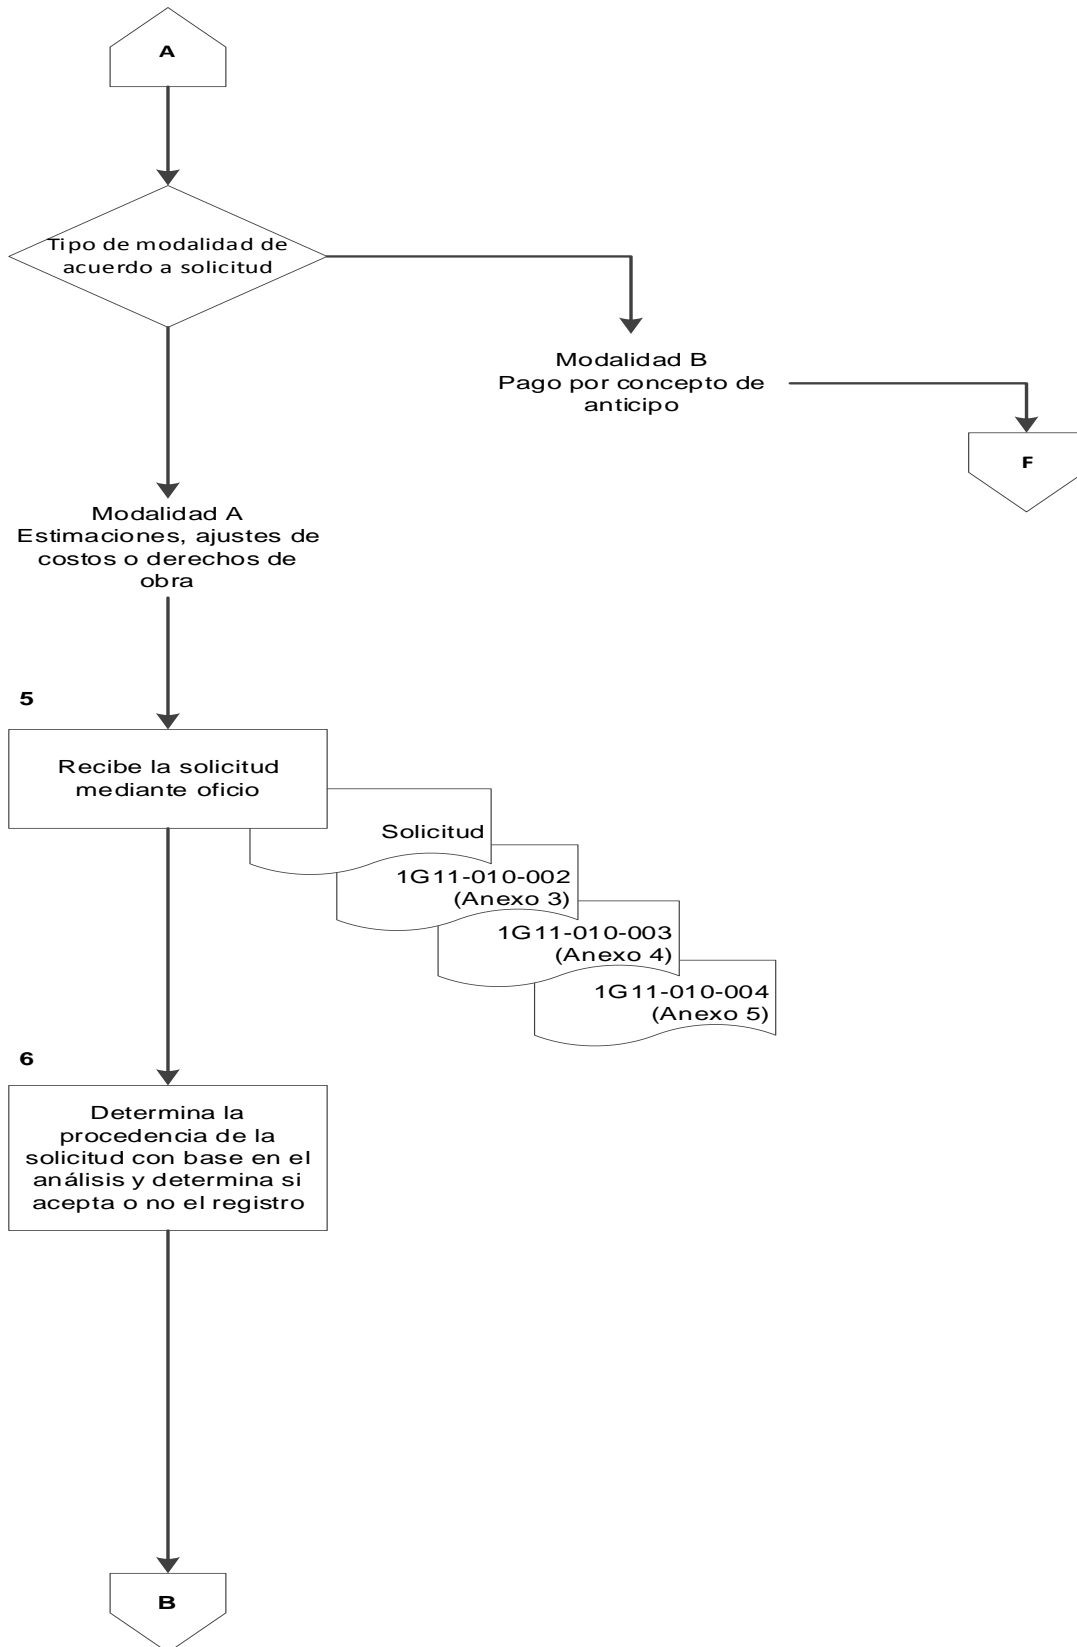 A
Tipo de modalidad de
acuerdo a solicitud
Modalidad B
Pago por concepto de
anticipo
F
Modalidad A
Estimaciones, ajustes de
costos o derechos de
obra
5
Recibe la solicitud
mediante oficio
Solicitud
1G11-010-002
(Anexo 3)
1G11-010-003
(Anexo 4)
1G11-010-004
(Anexo 5)
6
Determina la
procedencia de la
solicitud con base en el
análisis y determina si
acepta o no el registro
B